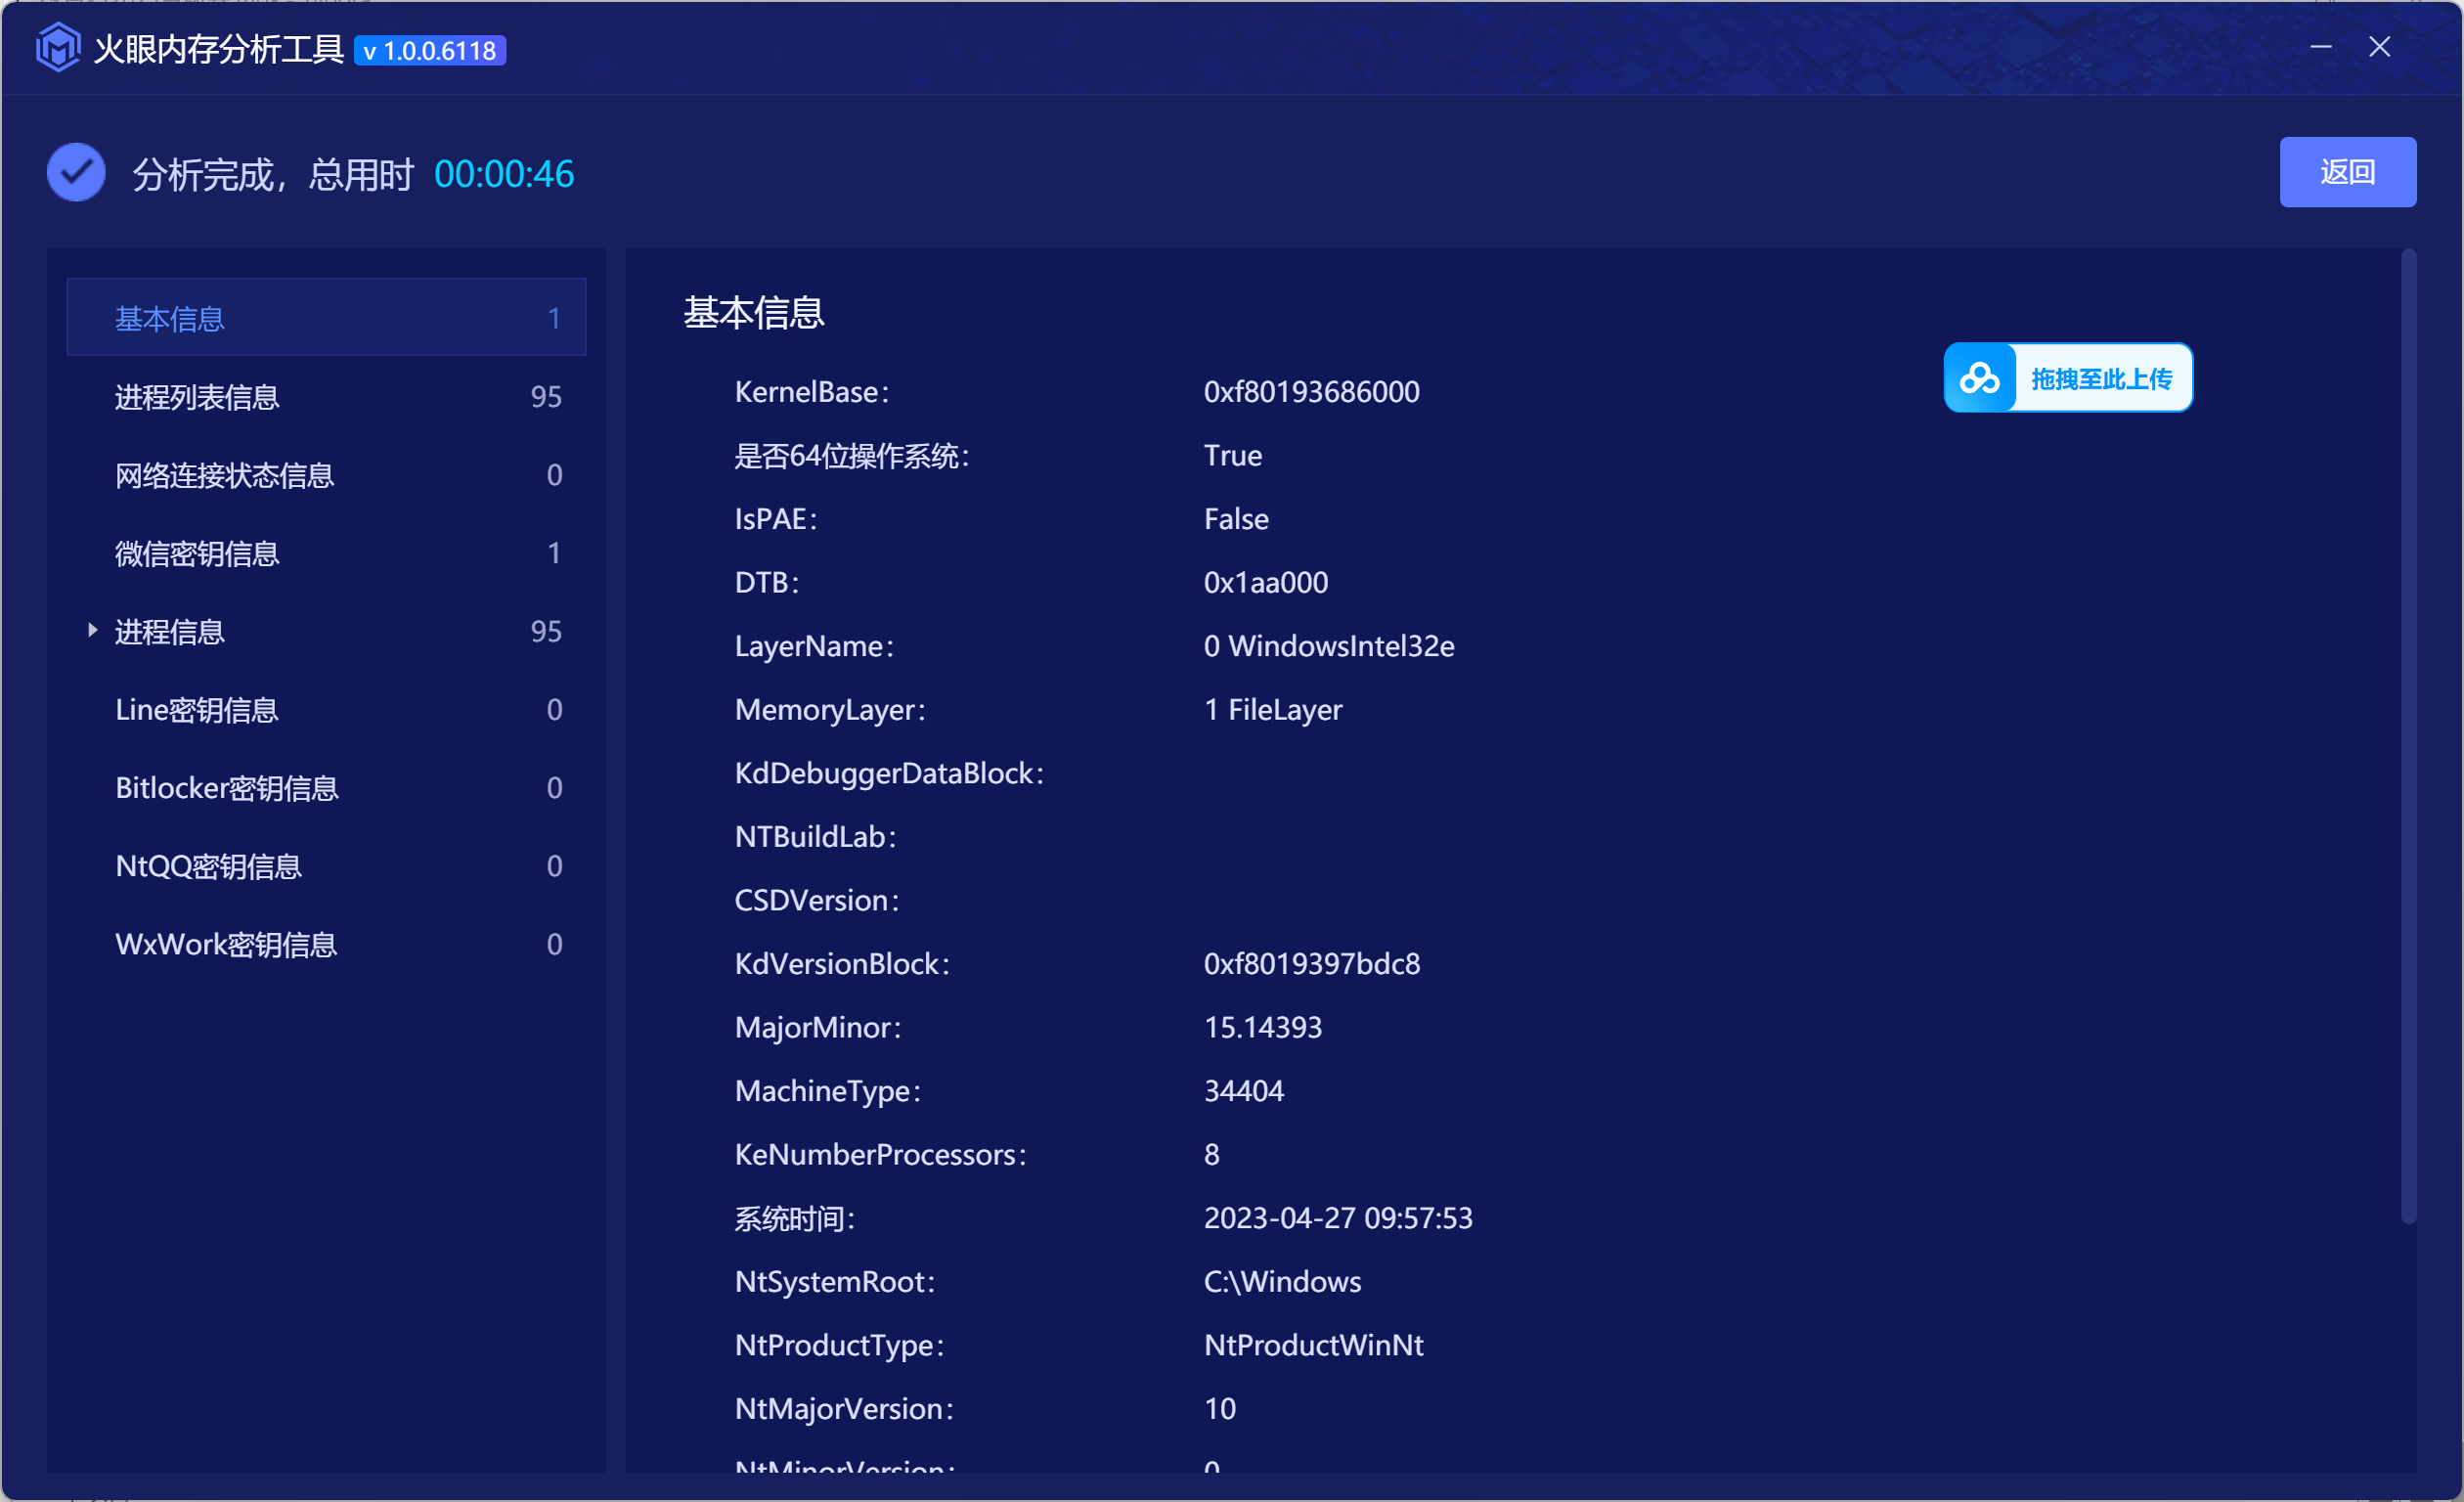 火眼内存分析工具 v 1.0.0.6118
分析完成，总用时 00:00:46
返回
基本信息 1
进程列表信息 95
网络连接状态信息 0
微信密钥信息 1
进程信息 95
Line密钥信息 0
Bitlocker密钥信息 0
NtQQ密钥信息 0
WxWork密钥信息 0
基本信息
拖拽至此上传
KernelBase: 0xf80193686000
是否64位操作系统: True
IsPAE: False
DTB: 0x1aa000
LayerName: 0 WindowsIntel32e
MemoryLayer: 1 FileLayer
KdDebuggerDataBlock:
NTBuildLab:
CSDVersion:
KdVersionBlock: 0xf8019397bdc8
MajorMinor: 15.14393
MachineType: 34404
KeNumberProcessors: 8
系统时间: 2023-04-27 09:57:53
NtSystemRoot: C:\Windows
NtProductType: NtProductWinNt
NtMajorVersion: 10
NtMinorVersion: 0